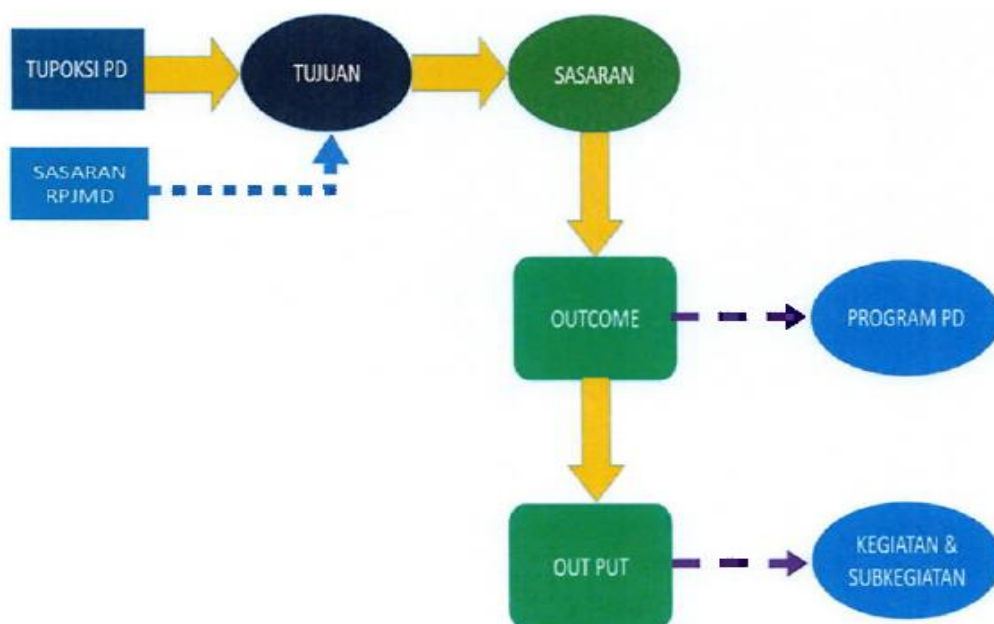 TUPOKSI PD
TUJUAN
SASARAN
SASARAN
RPJMD
OUTCOME
PROGRAM PD
OUT PUT
KEGIATAN &
SUBKEGIATAN